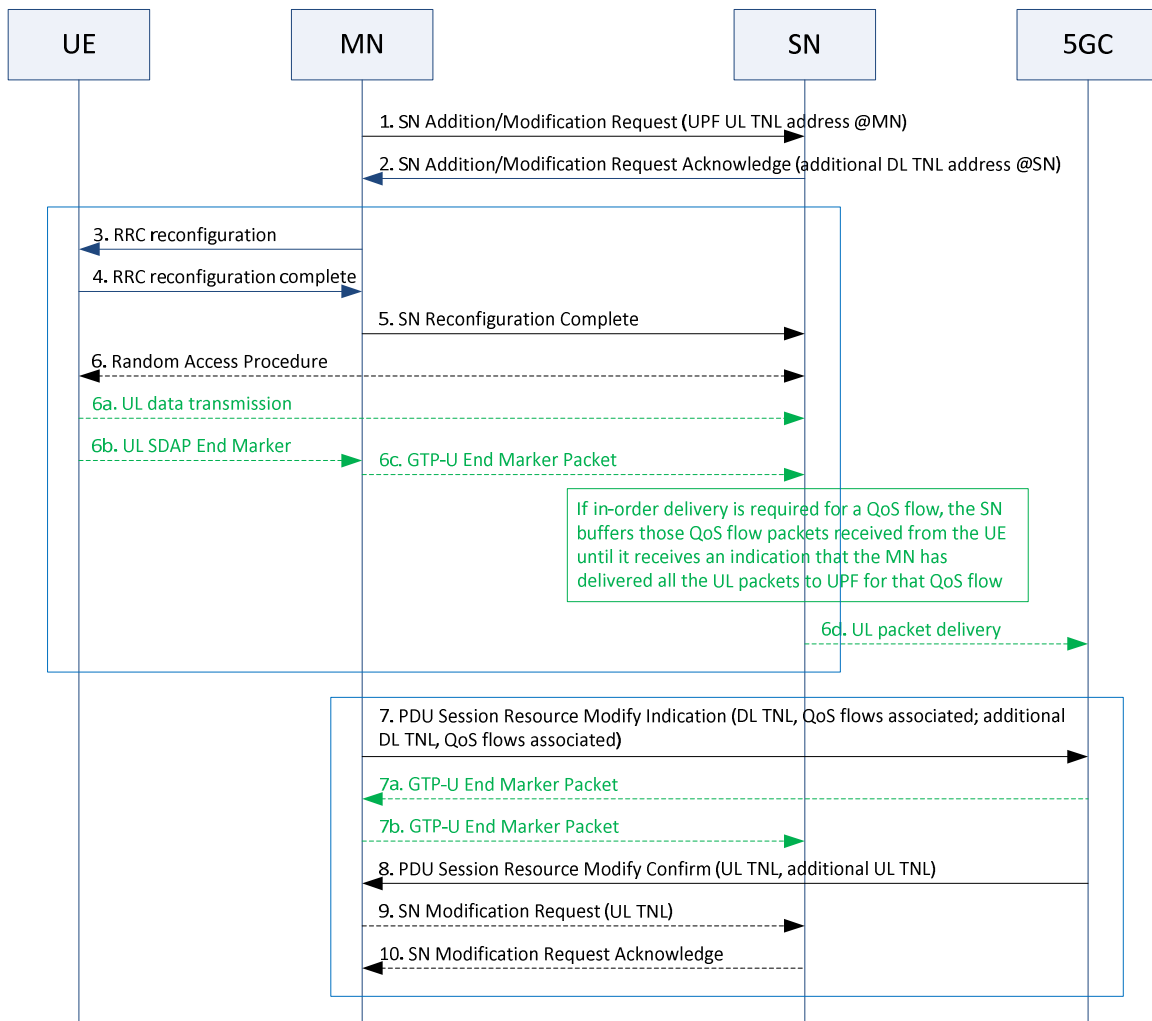 UE
MN
SN
5GC
1. SN Addition/Modification Request (UPF UL TNL address @MN)
2. SN Addition/Modification Request Acknowledge (additional DL TNL address @SN)
3. RRC reconfiguration
4. RRC reconfiguration complete
5. SN Reconfiguration Complete
6. Random Access Procedure
6a. UL data transmission
6b. UL SDAP End Marker
6c. GTP-U End Marker Packet
If in-order delivery is required for a QoS flow, the SN
buffers those QoS flow packets received from the UE
until it receives an indication that the MN has
delivered all the UL packets to UPF for that QoS flow
6d. UL packet delivery
7. PDU Session Resource Modify Indication (DL TNL, QoS flows associated; additional
DL TNL, QoS flows associated)
7a. GTP-U End Marker Packet
7b. GTP-U End Marker Packet
8. PDU Session Resource Modify Confirm (UL TNL, additional UL TNL)
9. SN Modification Request (UL TNL)
10. SN Modification Request Acknowledge